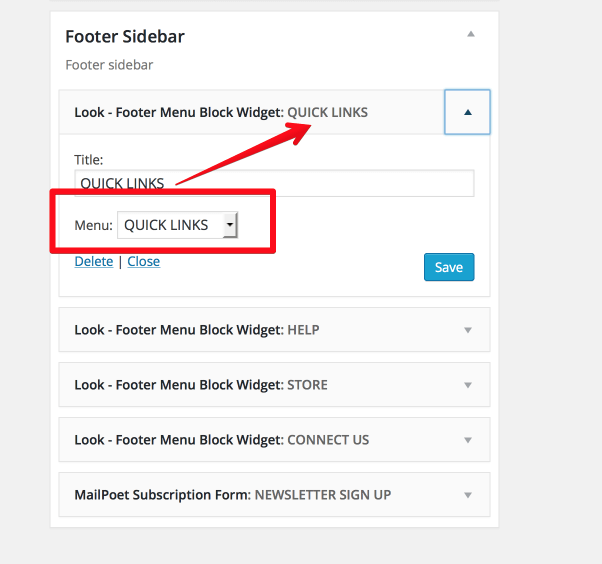 Footer Sidebar
Footer sidebar
Look - Footer Menu Block Widget: QUICK LINKS
Title:
QUICK LINKS
Menu: QUICK LINKS
Delete | Close
Save
Look - Footer Menu Block Widget: HELP
Look - Footer Menu Block Widget: STORE
Look - Footer Menu Block Widget: CONNECT US
MailPoet Subscription Form: NEWSLETTER SIGN UP